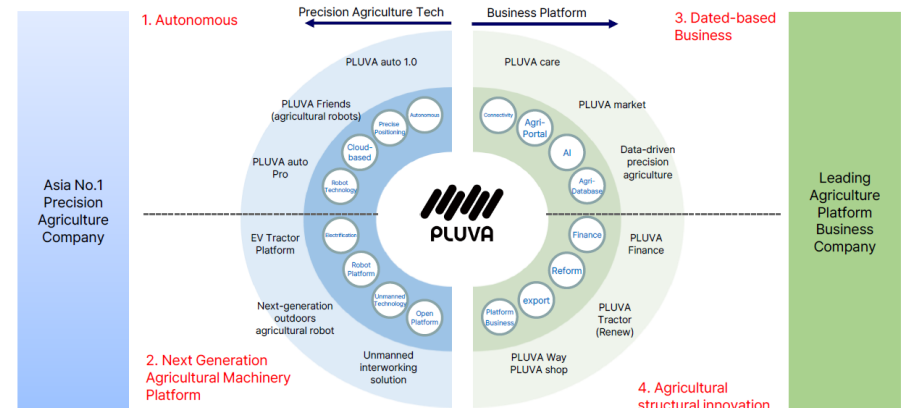 Precision Agriculture Tech
Business Platform
1. Autonomous
3. Dated-based
Business
PLUVA auto 1.0
PLUVA care
PLUVA Friends
(agricultural robots)
PLUVA market
PLUVA auto
Pro
Data-driven
precision
agriculture
Autonomous
Precise
Positioning
Cloud-
based
Robot
Technology
Connectivity
Agri-
Portal
AI
Agri-
Database
Asia No.1
Precision
Agriculture
Company
PLUVA
Leading
Agriculture
Platform
Business
Company
EV Tractor
Platform
Electrification
Robot
Platform
Unmanned
Technology
Open
Platform
Finance
Reform
export
Platform
Business
PLUVA
Finance
Next-generation
outdoors
agricultural robot
PLUVA
Tractor
(Renew)
Unmanned
interworking
solution
PLUVA Way
PLUVA shop
2. Next Generation
Agricultural Machinery
Platform
4. Agricultural
structural innovation